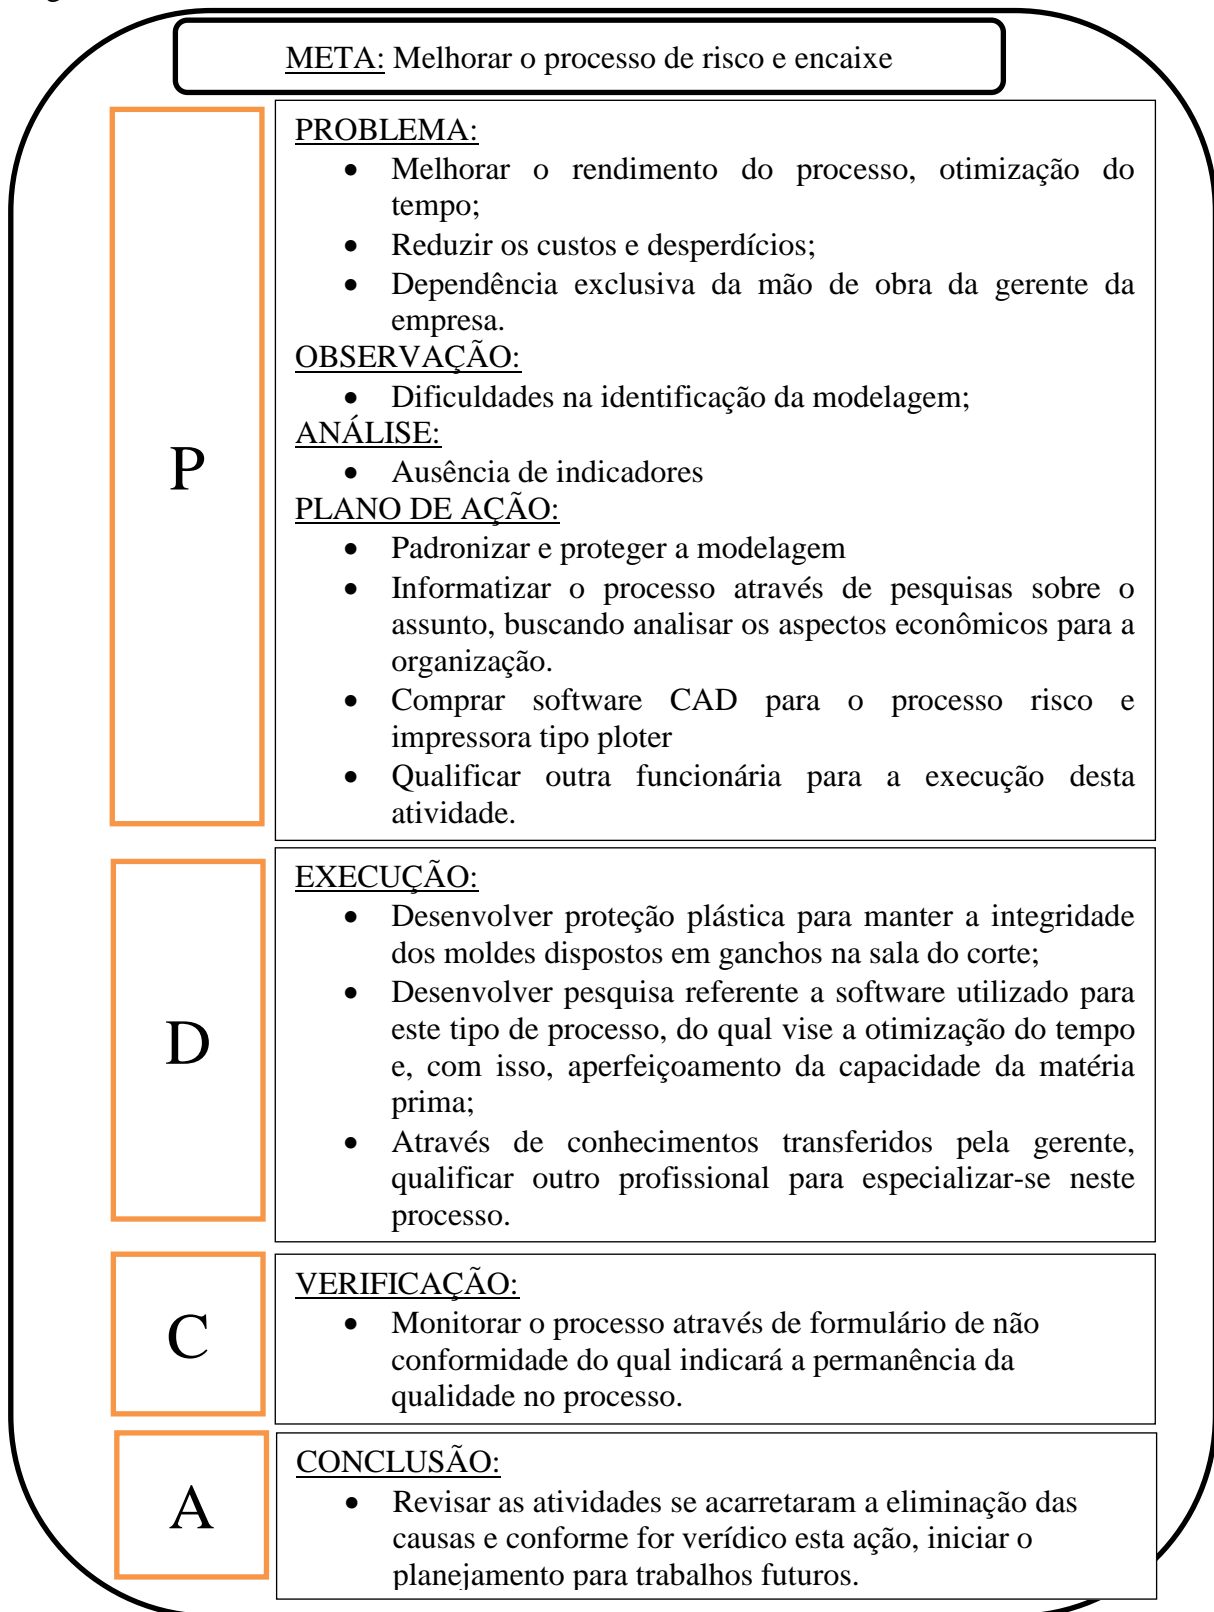 META: Melhorar o processo de risco e encaixe
P
PROBLEMA:
• Melhorar o rendimento do processo, otimização do
tempo;
• Reduzir os custos e desperdícios;
• Dependência exclusiva da mão de obra da gerente da
empresa.
OBSERVAÇÃO:
• Dificuldades na identificação da modelagem;
ANÁLISE:
• Ausência de indicadores
PLANO DE AÇÃO:
• Padronizar e proteger a modelagem
• Informatizar o processo através de pesquisas sobre o
assunto, buscando analisar os aspectos econômicos para a
organização.
• Comprar software CAD para o processo risco e
impressora tipo ploter
• Qualificar outra funcionária para a execução desta
atividade.
D
EXECUÇÃO:
• Desenvolver proteção plástica para manter a integridade
dos moldes dispostos em ganchos na sala do corte;
• Desenvolver pesquisa referente a software utilizado para
este tipo de processo, do qual vise a otimização do tempo
e, com isso, aperfeiçoamento da capacidade da matéria
prima;
• Através de conhecimentos transferidos pela gerente,
qualificar outro profissional para especializar-se neste
processo.
C
VERIFICAÇÃO:
• Monitorar o processo através de formulário de não
conformidade do qual indicará a permanência da
qualidade no processo.
A
CONCLUSÃO:
• Revisar as atividades se acarretaram a eliminação das
causas e conforme for verídico esta ação, iniciar o
planejamento para trabalhos futuros.